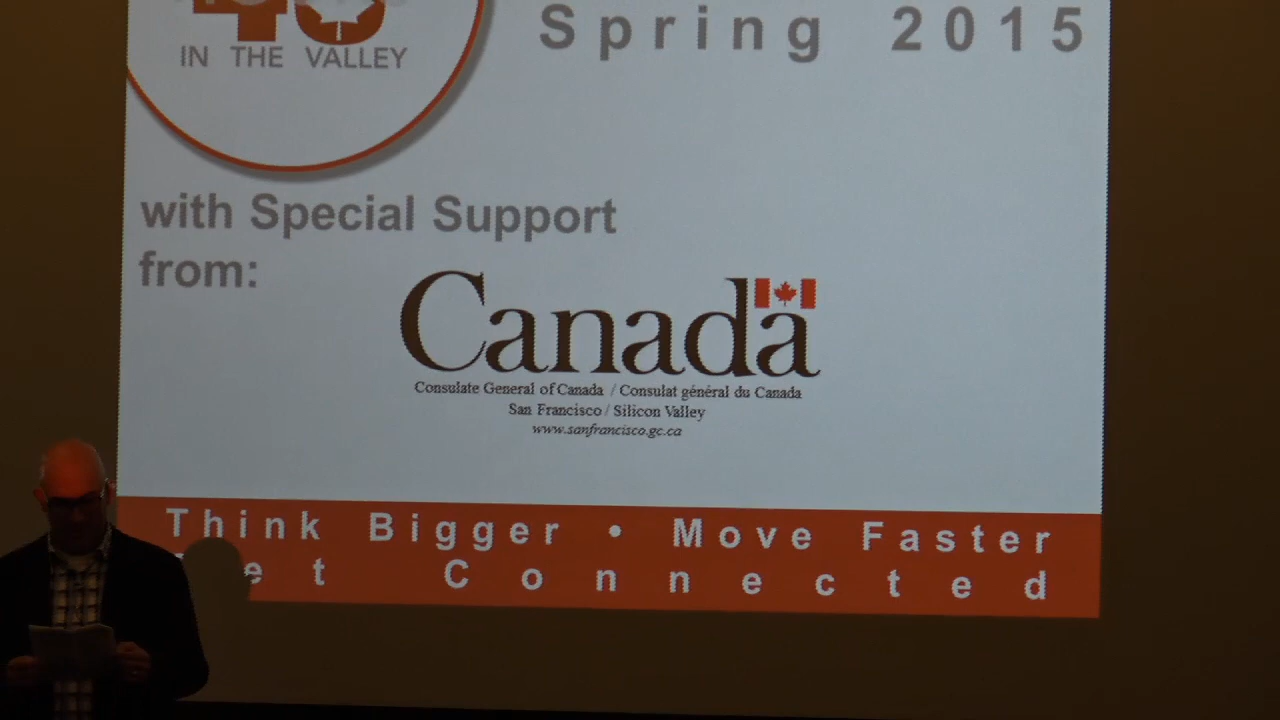 Spring 2015
48
IN THE VALLEY
with Special Support
from:
Canada
Consulate General of Canada / Consulat général du Canada
San Francisco / Silicon Valley
www.sanfrancisco.gc.ca
Think Bigger • Move Faster
et Connected